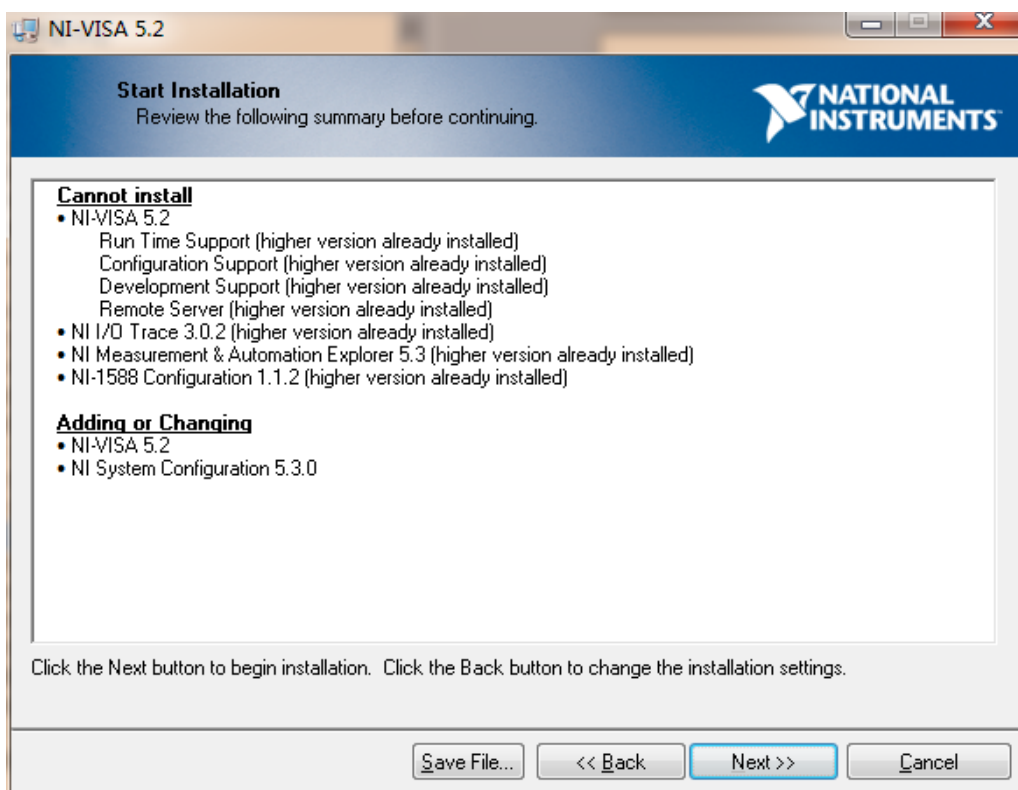 NI-VISA 5.2
Start Installation
Review the following summary before continuing.
NATIONAL
INSTRUMENTS
Cannot install
• NI-VISA 5.2
Run Time Support (higher version already installed)
Configuration Support (higher version already installed)
Development Support (higher version already installed)
Remote Server (higher version already installed)
• NI I/O Trace 3.0.2 (higher version already installed)
• NI Measurement & Automation Explorer 5.3 (higher version already installed)
• NI-1588 Configuration 1.1.2 (higher version already installed)
Adding or Changing
• NI-VISA 5.2
• NI System Configuration 5.3.0
Click the Next button to begin installation.  Click the Back button to change the installation settings.
Save File... << Back Next >> Cancel